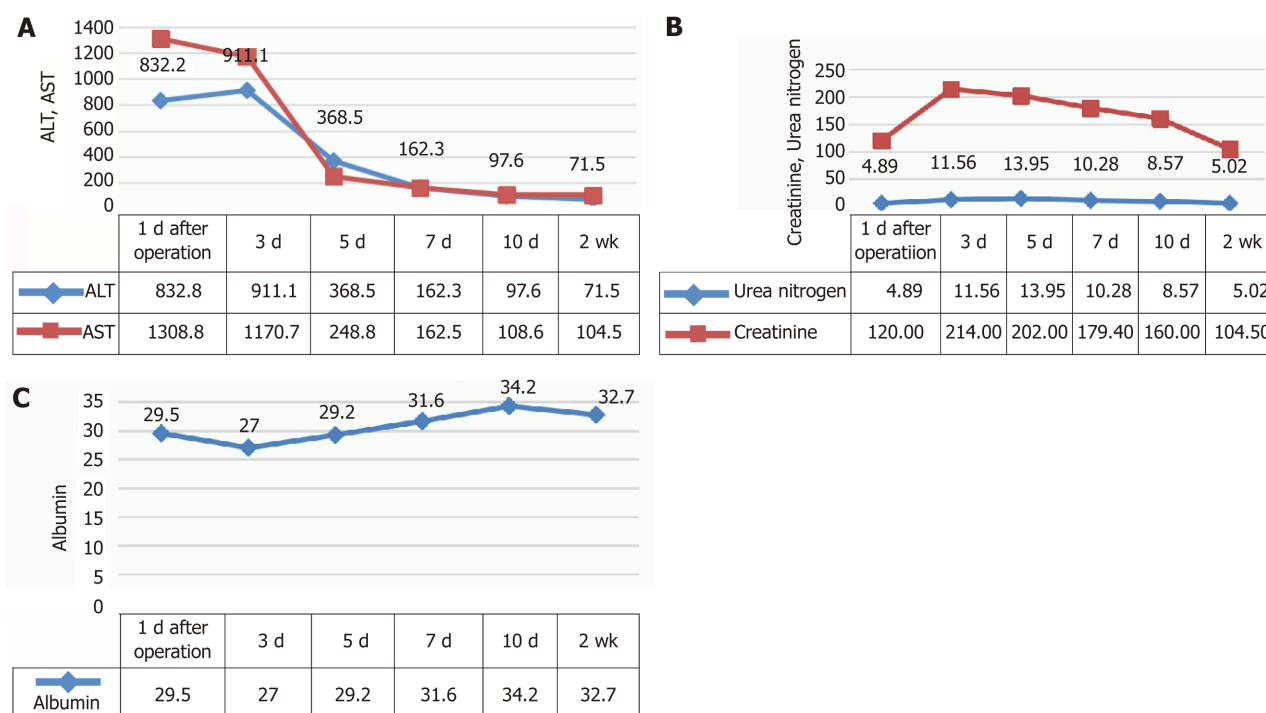 A
1400
1200
1000
800
600
400
200
0
ALT, AST
832.2
911.1
368.5
162.3
97.6
71.5
1 d after operation 3 d 5 d 7 d 10 d 2 wk
ALT 832.8 911.1 368.5 162.3 97.6 71.5
AST 1308.8 1170.7 248.8 162.5 108.6 104.5
B
250
200
150
100
50
0
Creatinine, Urea nitrogen
4.89 11.56 13.95 10.28 8.57 5.02
1 d after operatiion 3 d 5 d 7 d 10 d 2 wk
Urea nitrogen 4.89 11.56 13.95 10.28 8.57 5.02
Creatinine 120.00 214.00 202.00 179.40 160.00 104.50
C
35
30
25
20
15
10
5
0
Albumin
29.5
27
29.2
31.6
34.2
32.7
1 d after operation 3 d 5 d 7 d 10 d 2 wk
Albumin 29.5 27 29.2 31.6 34.2 32.7